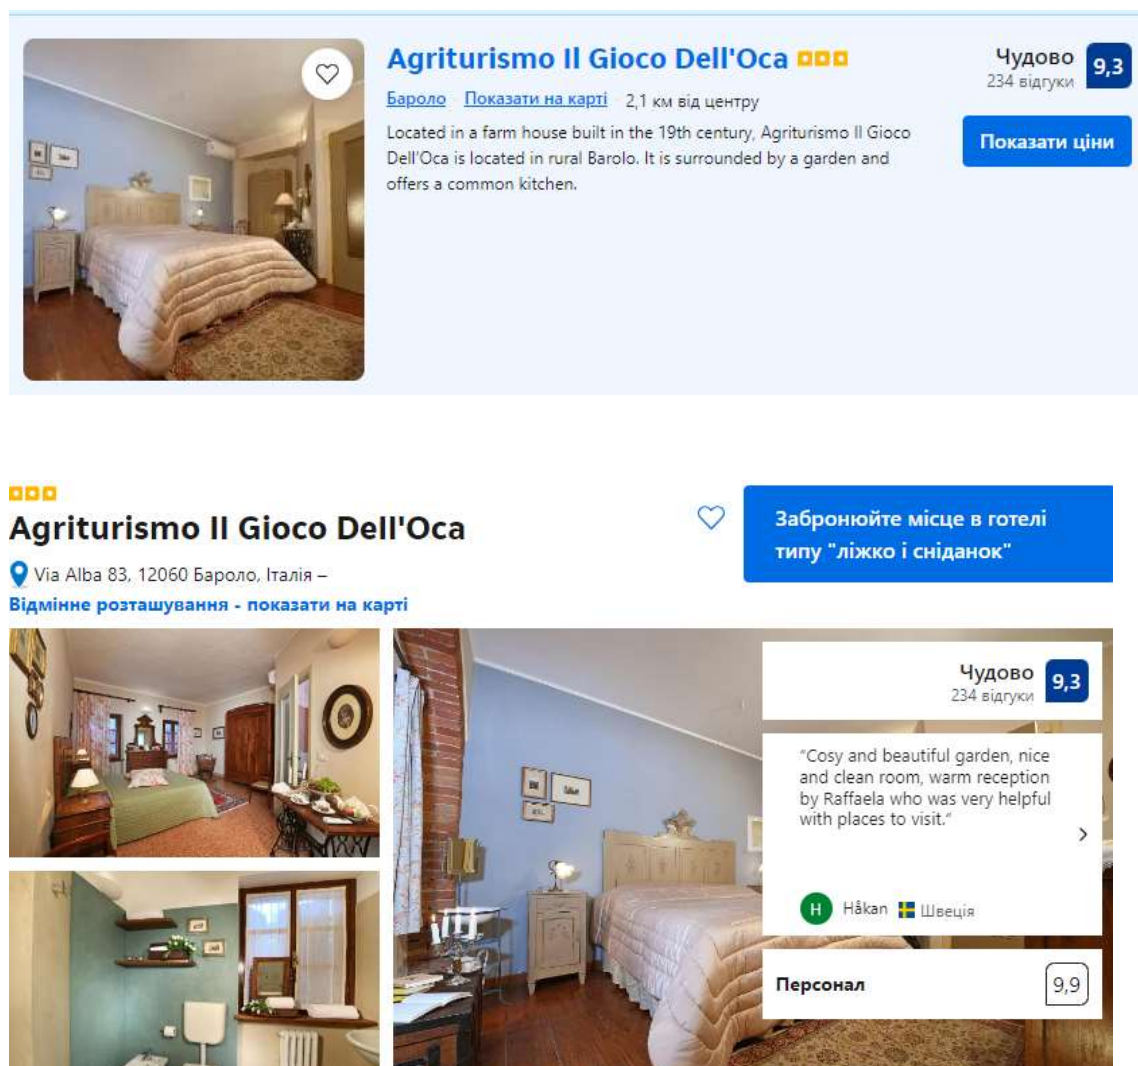 Agriturismo Il Gioco Dell'Oca
Бароло Показати на карті 2,1 км від центру
Located in a farm house built in the 19th century, Agriturismo Il Gioco
Dell'Oca is located in rural Barolo. It is surrounded by a garden and
offers a common kitchen.
Чудово
234 відгуки
9,3
Показати ціни
Agriturismo Il Gioco Dell'Oca
Via Alba 83, 12060 Бароло, Італія –
Відмінне розташування - показати на карті
Забронюйте місце в готелі
типу "ліжко і сніданок"
Чудово
234 відгуки
9,3
“Cosy and beautiful garden, nice
and clean room, warm reception
by Raffaela who was very helpful
with places to visit.”
H Håkan Швеція
Персонал 9,9